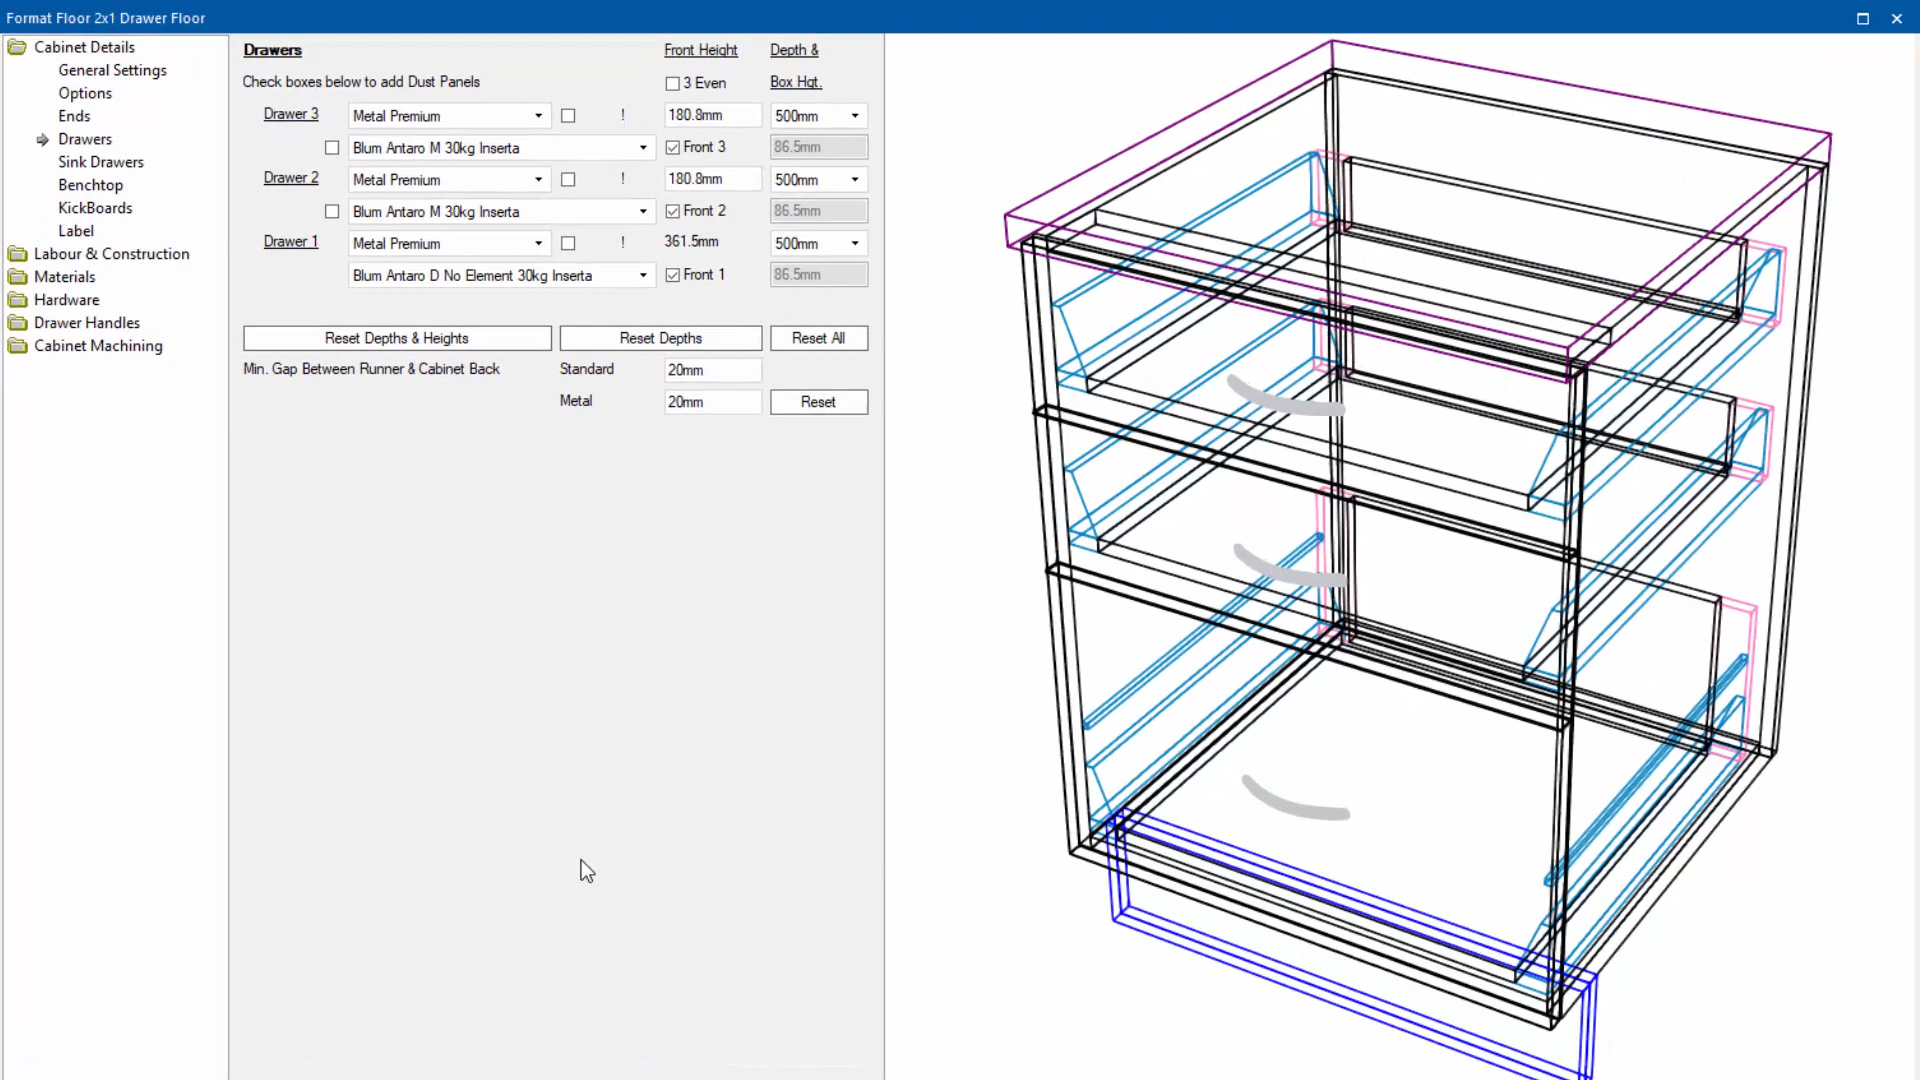 Format Floor 2x1 Drawer Floor
Cabinet Details
General Settings
Options
Ends
Drawers
Sink Drawers
Benchtop
KickBoards
Label
Labour & Construction
Materials
Hardware
Drawer Handles
Cabinet Machining
Drawers
Front Height
Depth &
Check boxes below to add Dust Panels
3 Even
Box Hgt.
Drawer 3
Metal Premium
!
180.8mm
500mm
Blum Antaro M 30kg Inserta
Front 3
86.5mm
Drawer 2
Metal Premium
!
180.8mm
500mm
Blum Antaro M 30kg Inserta
Front 2
86.5mm
Drawer 1
Metal Premium
!
361.5mm
500mm
Blum Antaro D No Element 30kg Inserta
Front 1
86.5mm
Reset Depths & Heights
Reset Depths
Reset All
Min. Gap Between Runner & Cabinet Back
Standard
20mm
Metal
20mm
Reset